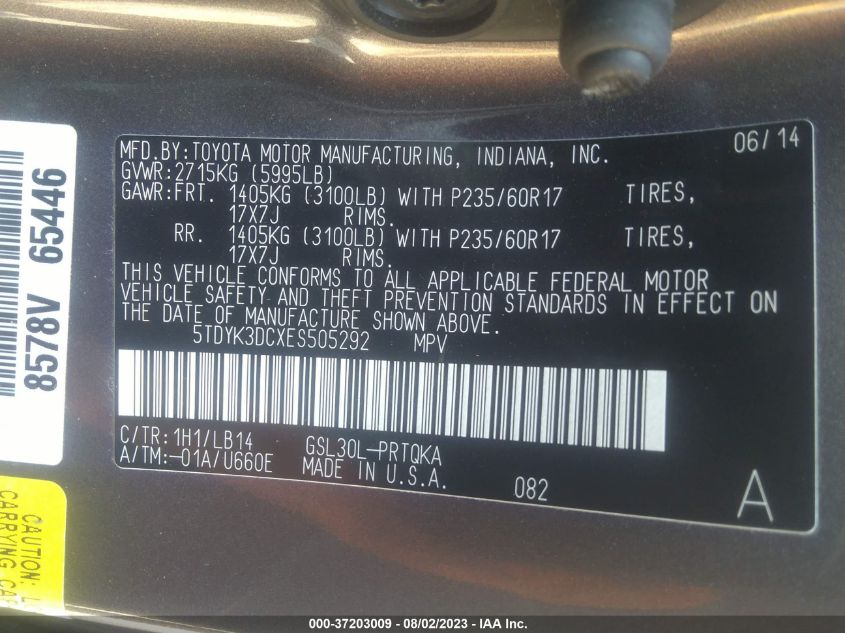 MFD.BY:TOYOTA MOTOR MANUFACTURING, INDIANA, INC. 06/14
GVWR:2715KG (5995LB)
GAWR:FRT. 1405KG (3100LB) WITH P235/60R17 TIRES,
17X7J RIMS.
RR. 1405KG (3100LB) WITH P235/60R17 TIRES,
17X7J RIMS.
THIS VEHICLE CONFORMS TO ALL APPLICABLE FEDERAL MOTOR
VEHICLE SAFETY AND THEFT PREVENTION STANDARDS IN EFFECT ON
THE DATE OF MANUFACTURE SHOWN ABOVE.
5TDYK3DCXES505292 MPV
C/TR:1H1/LB14 GSL30L-PRTQKA
A/TM:-01A/U660E MADE IN U.S.A.
082 A
8578V 65446
CAUTION:
CARRYING
000-37203009 - 08/02/2023 - IAA Inc.